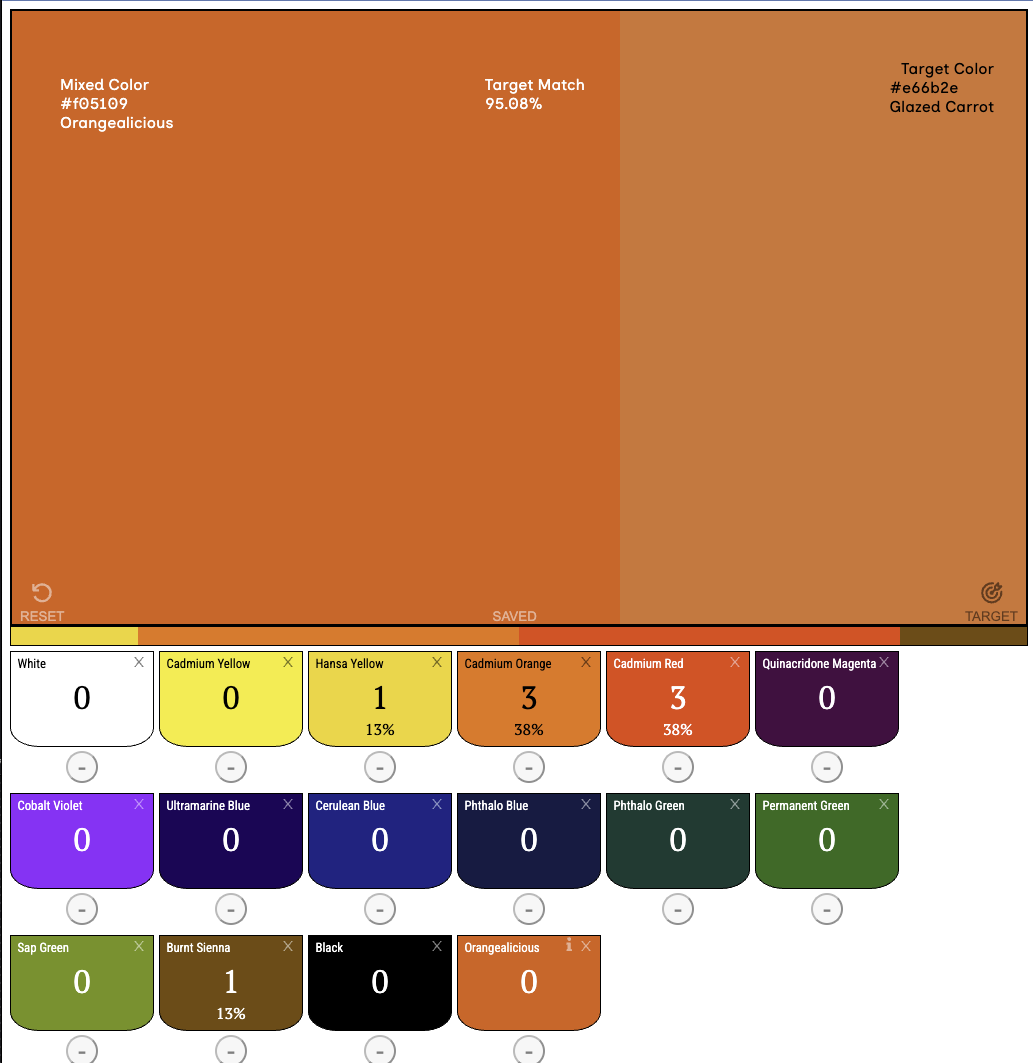 Mixed Color
#f05109
Orangealicious
Target Match
95.08%
Target Color
#e66b2e
Glazed Carrot
RESET
SAVED
TARGET
White X
0
-
Cadmium Yellow X
0
-
Hansa Yellow X
1
13%
-
Cadmium Orange X
3
38%
-
Cadmium Red X
3
38%
-
Quinacridone Magenta X
0
-
Cobalt Violet X
0
-
Ultramarine Blue X
0
-
Cerulean Blue X
0
-
Phthalo Blue X
0
-
Phthalo Green X
0
-
Permanent Green X
0
-
Sap Green X
0
-
Burnt Sienna X
1
13%
-
Black X
0
-
Orangealicious i X
0
-